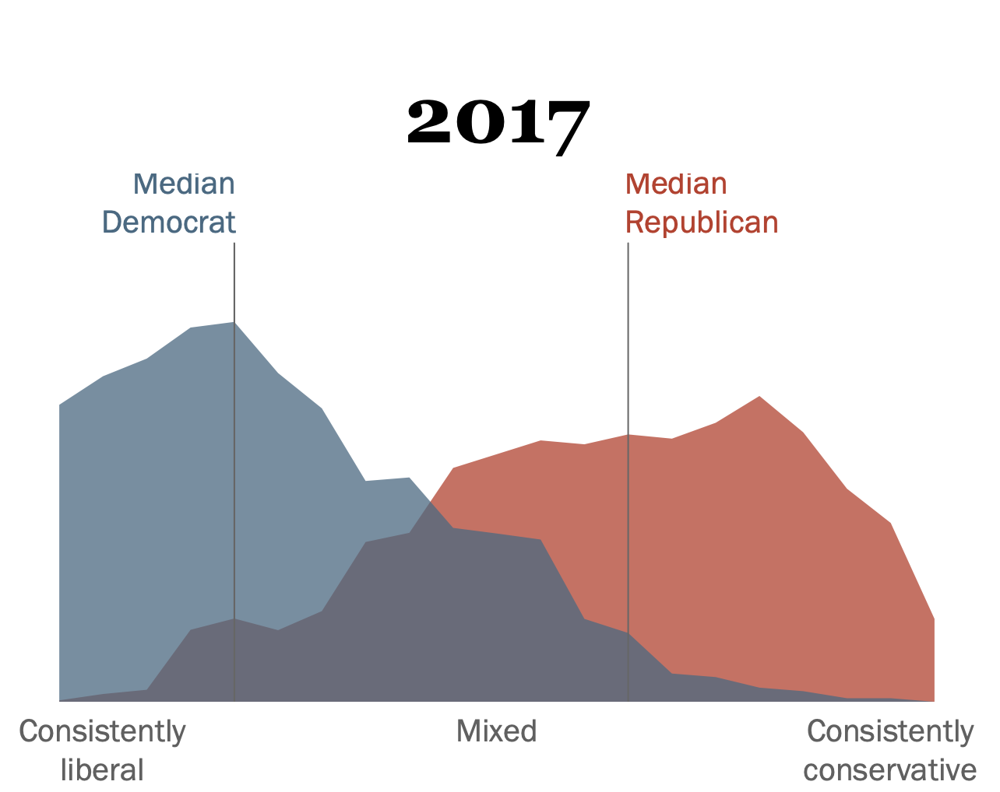 2017
Median
Democrat
Median
Republican
Consistently
liberal
Mixed
Consistently
conservative